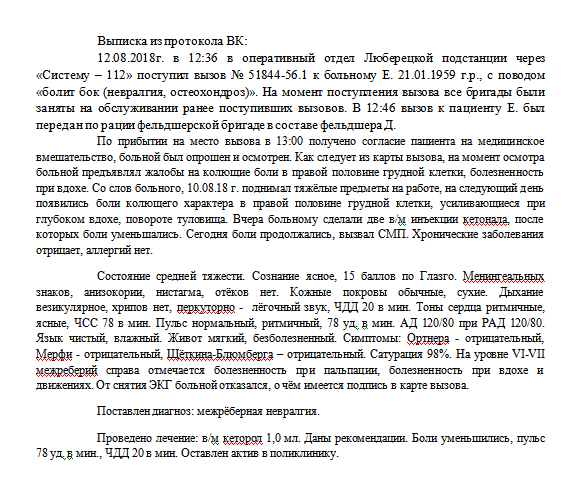 Выписка из протокола ВК:
12.08.2018г. в 12:36 в оперативный отдел Люберецкой подстанции через
«Систему – 112» поступил вызов № 51844-56.1 к больному Е. 21.01.1959 г.р., с поводом
«болит бок (невралгия, остеохондроз)». На момент поступления вызова все бригады были
заняты на обслуживании ранее поступивших вызовов. В 12:46 вызов к пациенту Е. был
передан по рации фельдшерской бригаде в составе фельдшера Д.
По прибытии на место вызова в 13:00 получено согласие пациента на медицинское
вмешательство, больной был опрошен и осмотрен. Как следует из карты вызова, на момент осмотра
больной предъявлял жалобы на колющие боли в правой половине грудной клетки, болезненность
при вдохе. Со слов больного, 10.08.18 г. поднимал тяжёлые предметы на работе, на следующий день
появились боли колющего характера в правой половине грудной клетки, усиливающиеся при
глубоком вдохе, повороте туловища. Вчера больному сделали две в/м инъекции кетонала, после
которых боли уменьшались. Сегодня боли продолжались, вызвал СМП. Хронические заболевания
отрицает, аллергий нет.
Состояние средней тяжести. Сознание ясное, 15 баллов по Глазго. Менингеальных
знаков, анизокории, нистагма, отёков нет. Кожные покровы обычные, сухие. Дыхание
везикулярное, хрипов нет, перкуторно - лёгочный звук, ЧДД 20 в мин. Тоны сердца ритмичные,
ясные, ЧСС 78 в мин. Пульс нормальный, ритмичный, 78 уд. в мин. АД 120/80 при РАД 120/80.
Язык чистый, влажный. Живот мягкий, безболезненный. Симптомы: Ортнера - отрицательный,
Мерфи - отрицательный, Щёткина-Блюмберга – отрицательный. Сатурация 98%. На уровне VI-VII
межреберий справа отмечается болезненность при пальпации, болезненность при вдохе и
движениях. От снятия ЭКГ больной отказался, о чём имеется подпись в карте вызова.
Поставлен диагноз: межрёберная невралгия.
Проведено лечение: в/м кеторол 1,0 мл. Даны рекомендации. Боли уменьшились, пульс
78 уд. в мин., ЧДД 20 в мин. Оставлен актив в поликлинику.